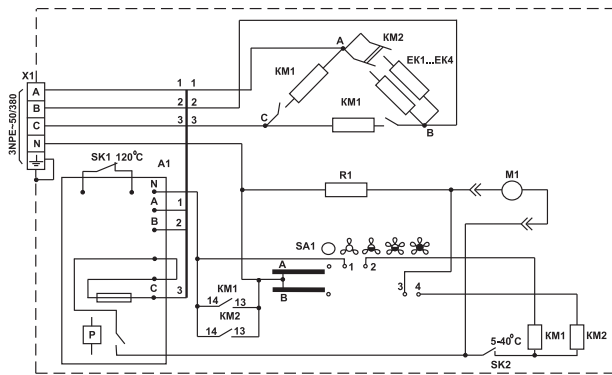 X1
A
B
C
N
3NPE~50/380
1 1
2 2
3 3
SK1 120°C
A1
N
A
B
C
1
2
3
P
A
KM2
KM1
EK1...EK4
C
KM1
B
R1
M1
SA1
A
B
1
2
3
4
KM1
14 13
KM2
14 13
5-40°C
SK2
KM1
KM2